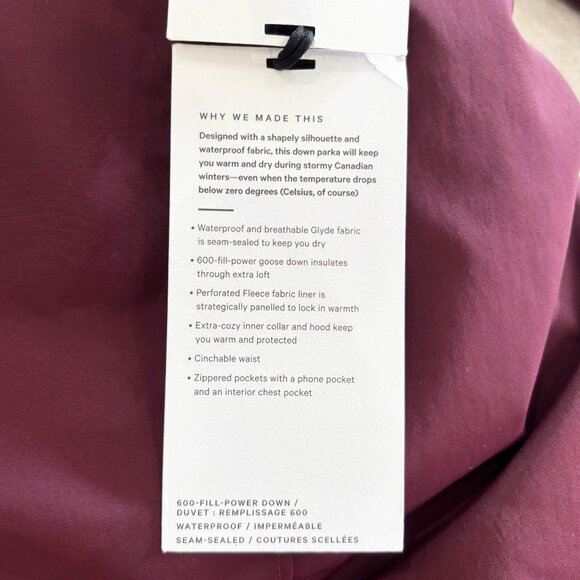 WHY WE MADE THIS
Designed with a shapely silhouette and
waterproof fabric, this down parka will keep
you warm and dry during stormy Canadian
winters—even when the temperature drops
below zero degrees (Celsius, of course)
• Waterproof and breathable Glyde fabric
is seam-sealed to keep you dry
• 600-fill-power goose down insulates
through extra loft
• Perforated Fleece fabric liner is
strategically panelled to lock in warmth
• Extra-cozy inner collar and hood keep
you warm and protected
• Cinchable waist
• Zippered pockets with a phone pocket
and an interior chest pocket
600-FILL-POWER DOWN /
DUVET : REMPLISSAGE 600
WATERPROOF / IMPERMÉABLE
SEAM-SEALED / COUTURES SCELLÉES